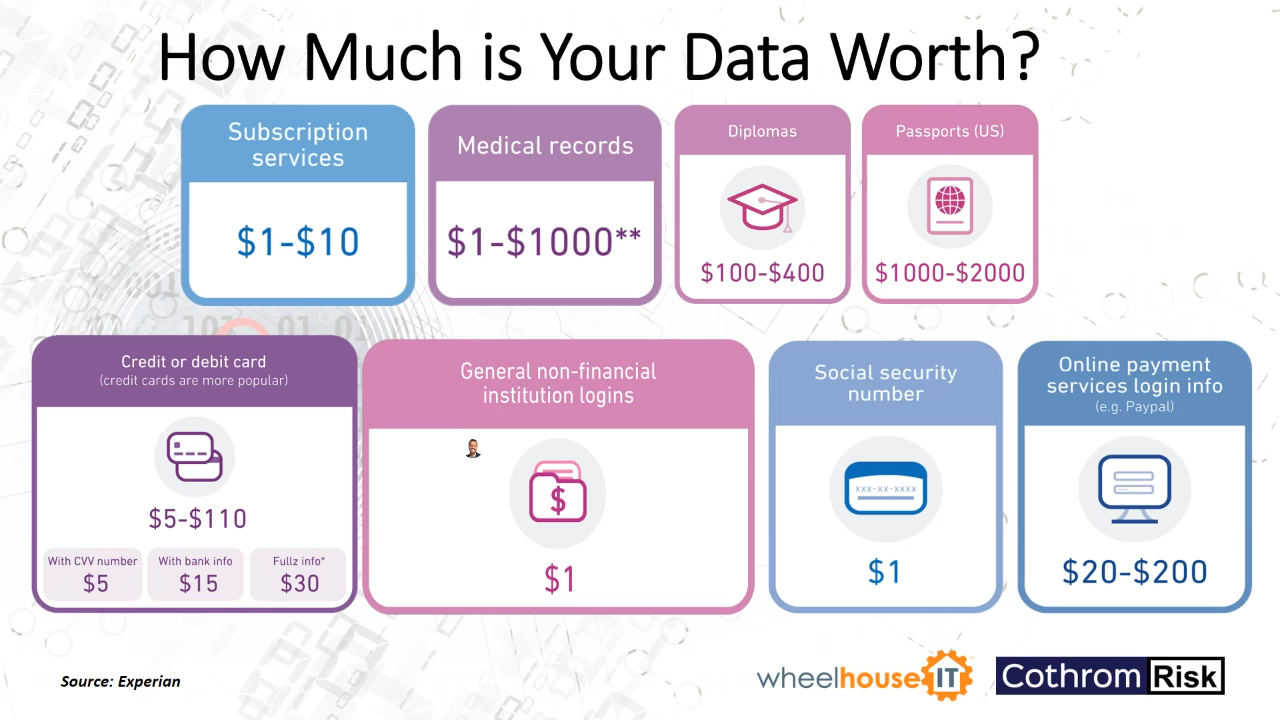 How Much is Your Data Worth?
Subscription
services
$1-$10
Medical records
$1-$1000**
Diplomas
$100-$400
Passports (US)
$1000-$2000
Credit or debit card
(credit cards are more popular)
$5-$110
With CVV number
$5
With bank info
$15
Fullz info*
$30
General non-financial
institution logins
$
$1
Social security
number
xxx-xx-xxxx
$1
Online payment
services login info
(e.g. Paypal)
$20-$200
Source: Experian
wheelhouseIT
Cothrom Risk